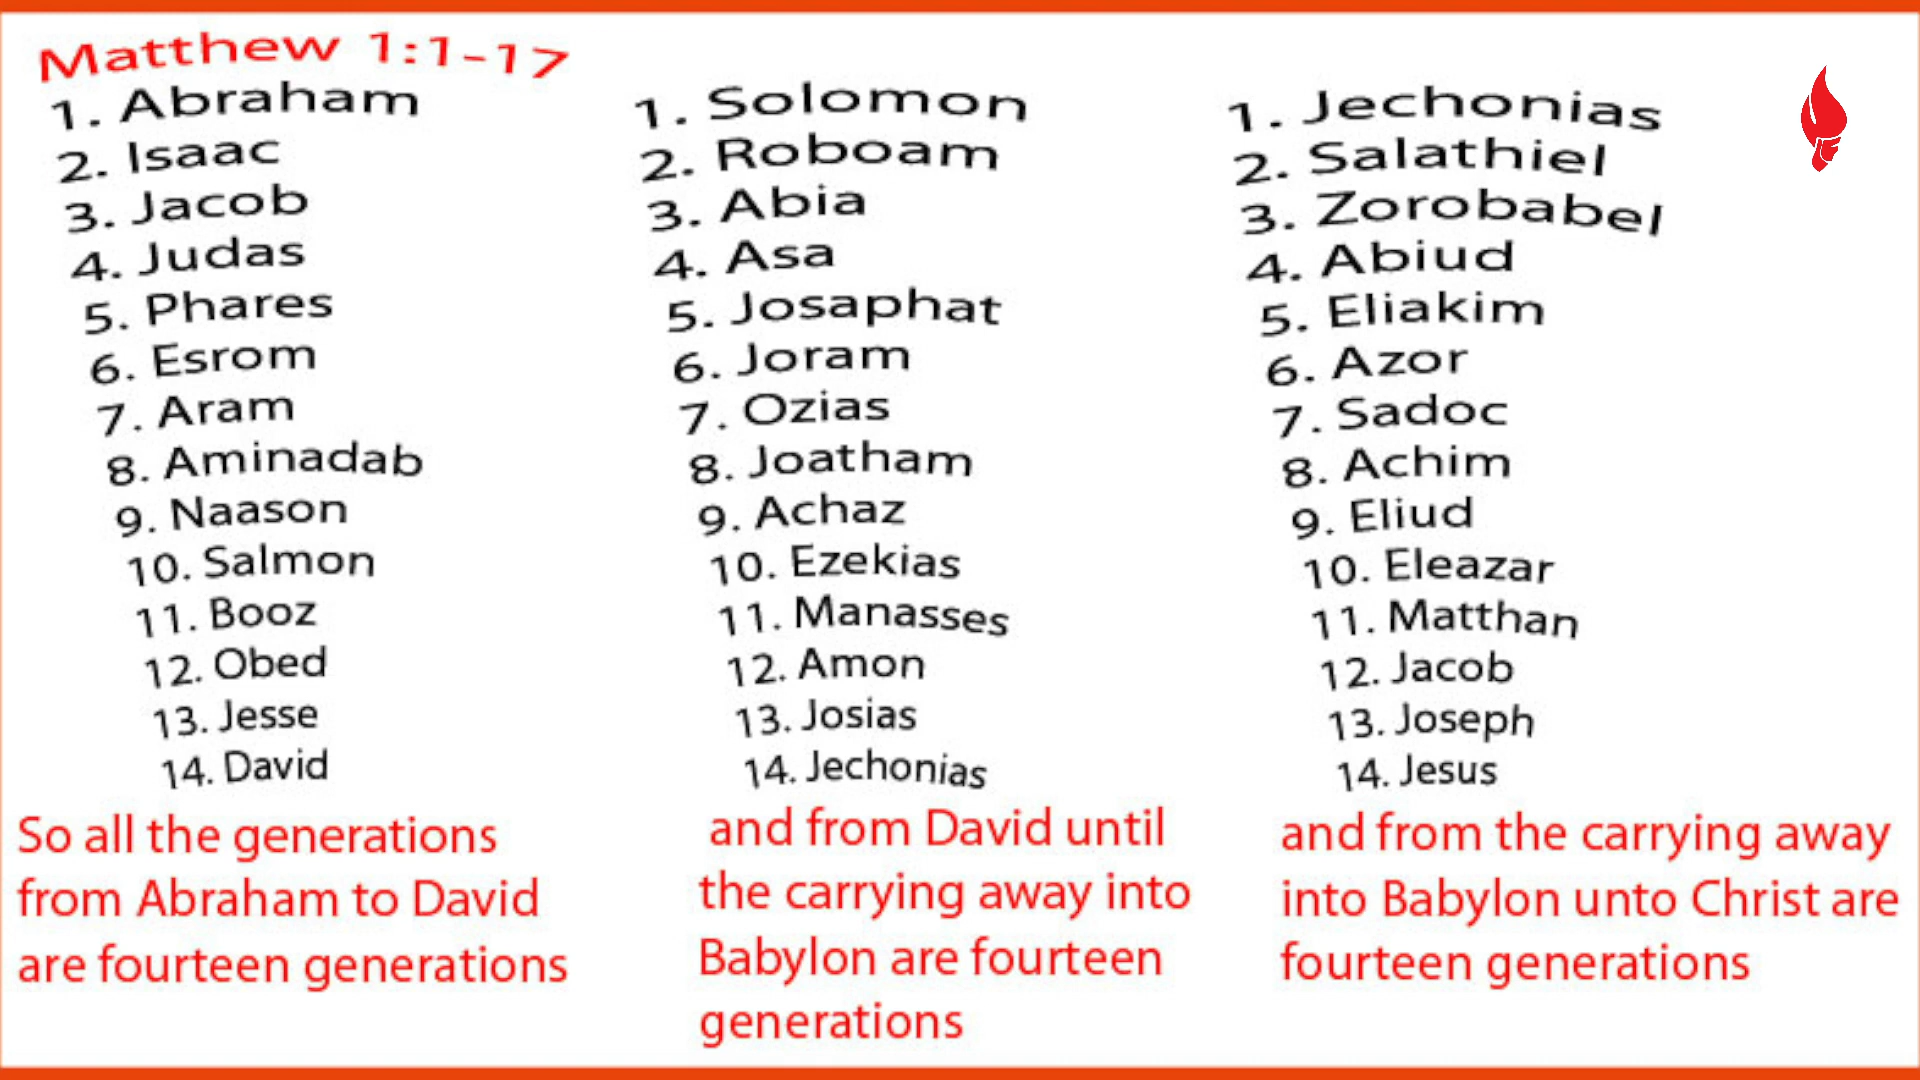 Matthew 1:1-17
1. Abraham
2. Isaac
3. Jacob
4. Judas
5. Phares
6. Esrom
7. Aram
8. Aminadab
9. Naason
10. Salmon
11. Booz
12. Obed
13. Jesse
14. David
So all the generations
from Abraham to David
are fourteen generations
1. Solomon
2. Roboam
3. Abia
4. Asa
5. Josaphat
6. Joram
7. Ozias
8. Joatham
9. Achaz
10. Ezekias
11. Manasses
12. Amon
13. Josias
14. Jechonias
and from David until
the carrying away into
Babylon are fourteen
generations
1. Jechonias
2. Salathiel
3. Zorobabel
4. Abiud
5. Eliakim
6. Azor
7. Sadoc
8. Achim
9. Eliud
10. Eleazar
11. Matthan
12. Jacob
13. Joseph
14. Jesus
and from the carrying away
into Babylon unto Christ are
fourteen generations